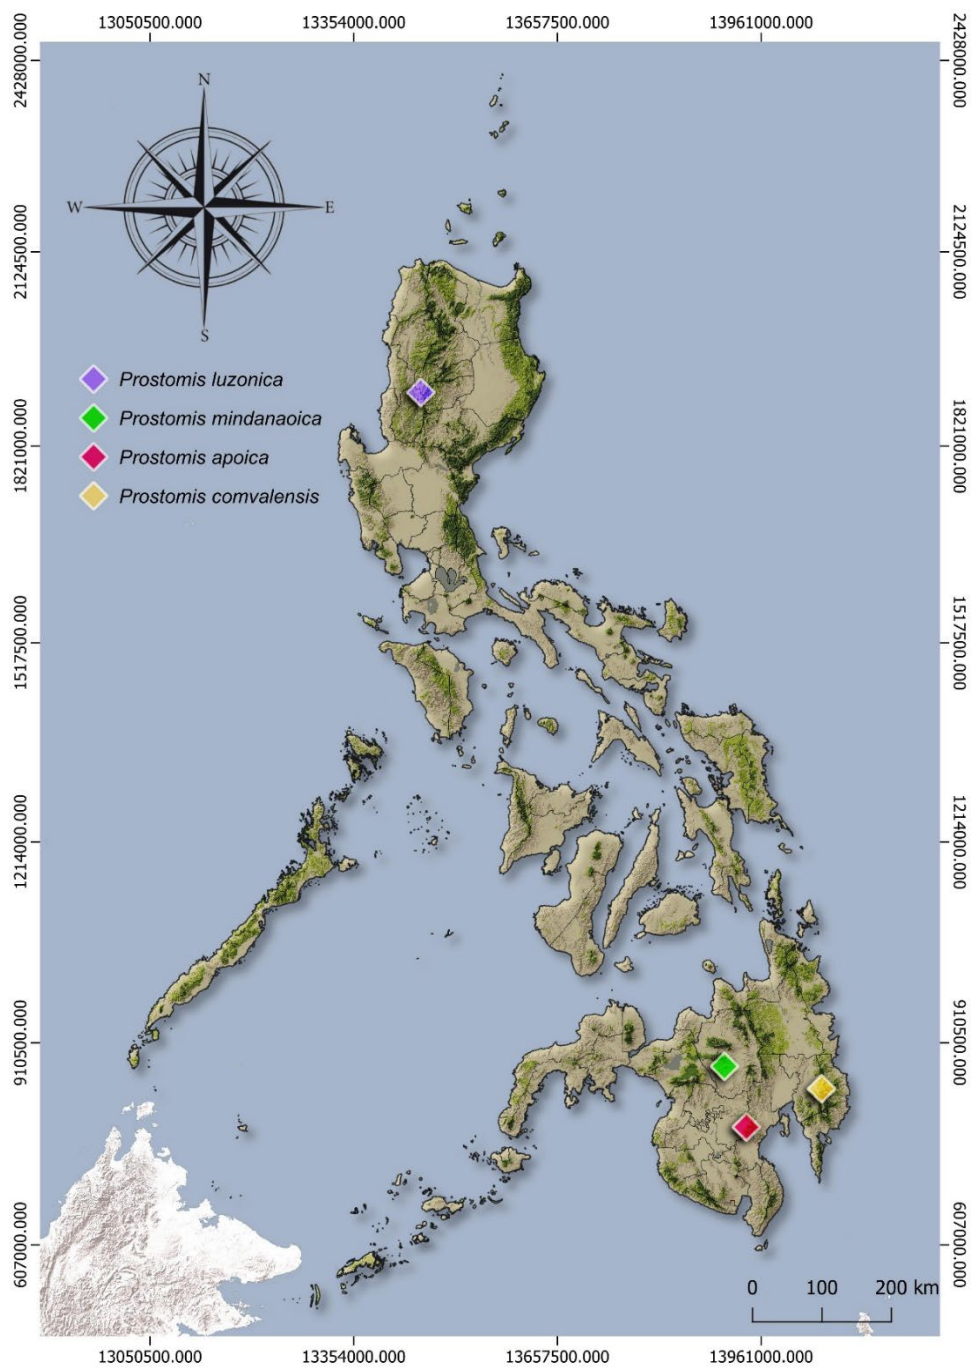 13050500.000 13354000.000 13657500.000 13961000.000
2428000.000 2428000.000
N
W E
S
2124500.000 2124500.000
Prostomis luzonica
Prostomis mindanaoica
Prostomis apoica
Prostomis comvalensis
1821000.000 1821000.000
1517500.000 1517500.000
1214000.000 1214000.000
910500.000 910500.000
607000.000 607000.000
0 100 200 km
13050500.000 13354000.000 13657500.000 13961000.000